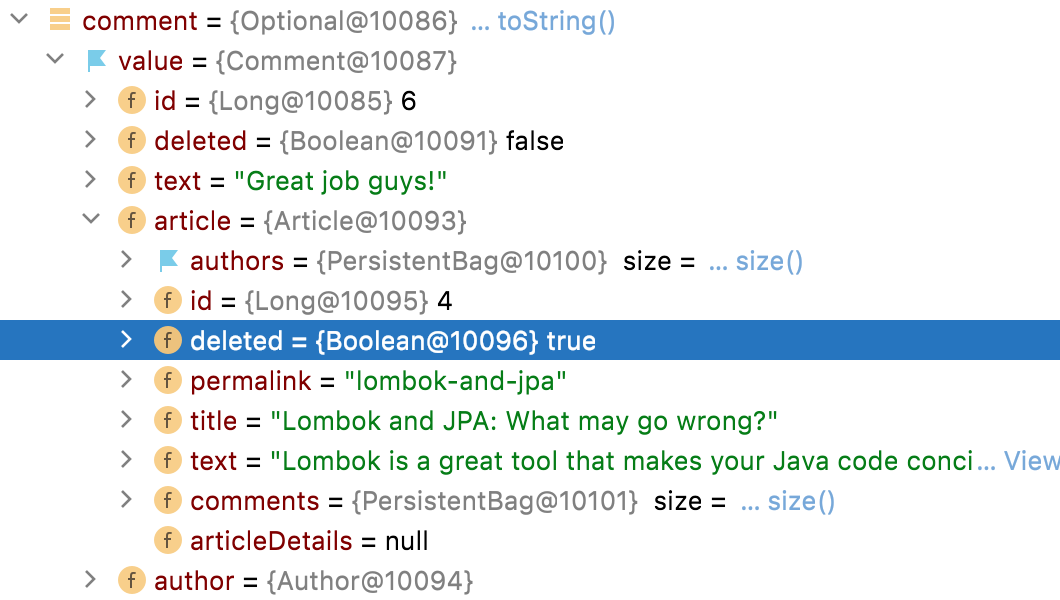 comment = {Optional@10086} ... toString()
value = {Comment@10087}
f id = {Long@10085} 6
f deleted = {Boolean@10091} false
f text = "Great job guys!"
f article = {Article@10093}
authors = {PersistentBag@10100} size = ... size()
f id = {Long@10095} 4
f deleted = {Boolean@10096} true
f permalink = "lombok-and-jpa"
f title = "Lombok and JPA: What may go wrong?"
f text = "Lombok is a great tool that makes your Java code conci... View
f comments = {PersistentBag@10101} size = ... size()
f articleDetails = null
f author = {Author@10094}